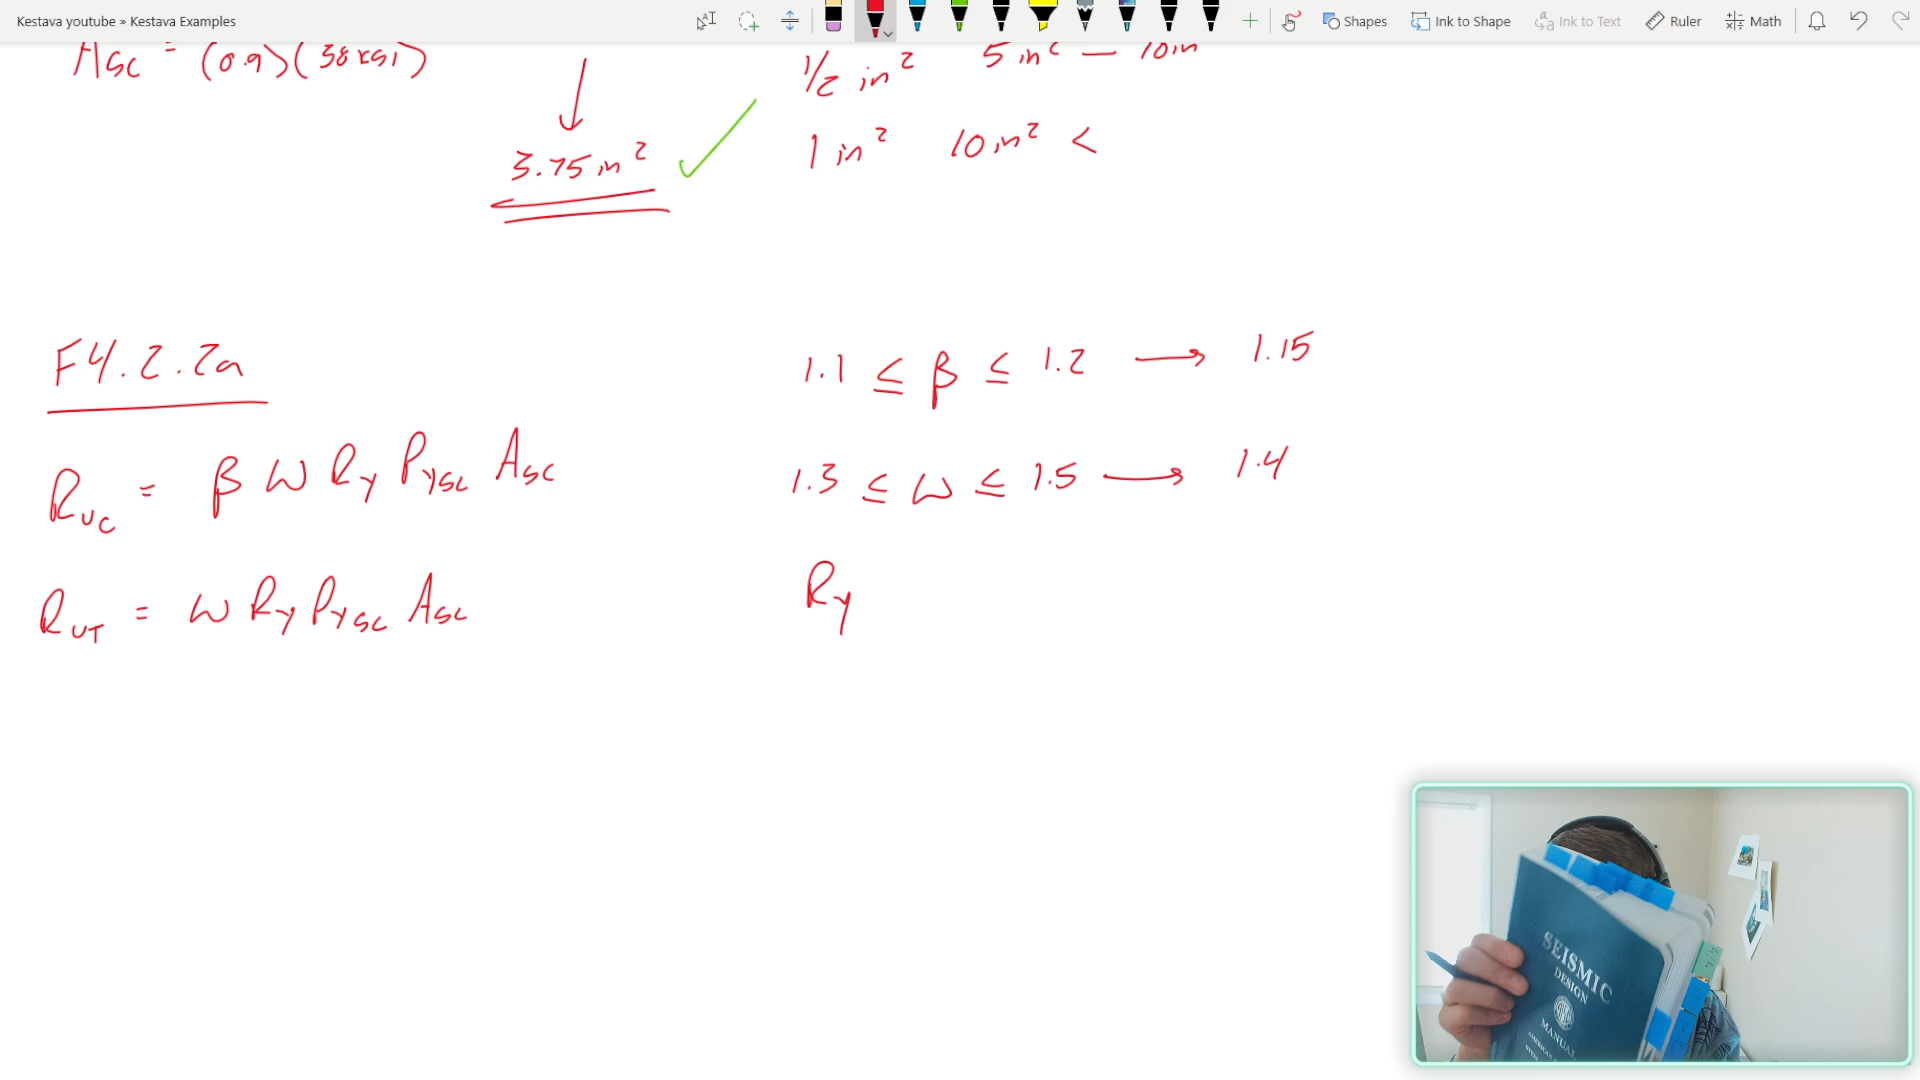 Kestava youtube » Kestava Examples
Shapes
Ink to Shape
Ink to Text
Ruler
Math
Asc = (0.9)(38 ksi)
1/2 in² 5 in² — 10in
3.75 in²
1 in² 10 in² <
F4.2.2a
1.1 ≤ β ≤ 1.2 → 1.15
Ruc = β ω Ry Pysc Asc
1.3 ≤ ω ≤ 1.5 → 1.4
RuT = ω Ry Pysc Asc
Ry
SEISMIC
DESIGN
MANUAL